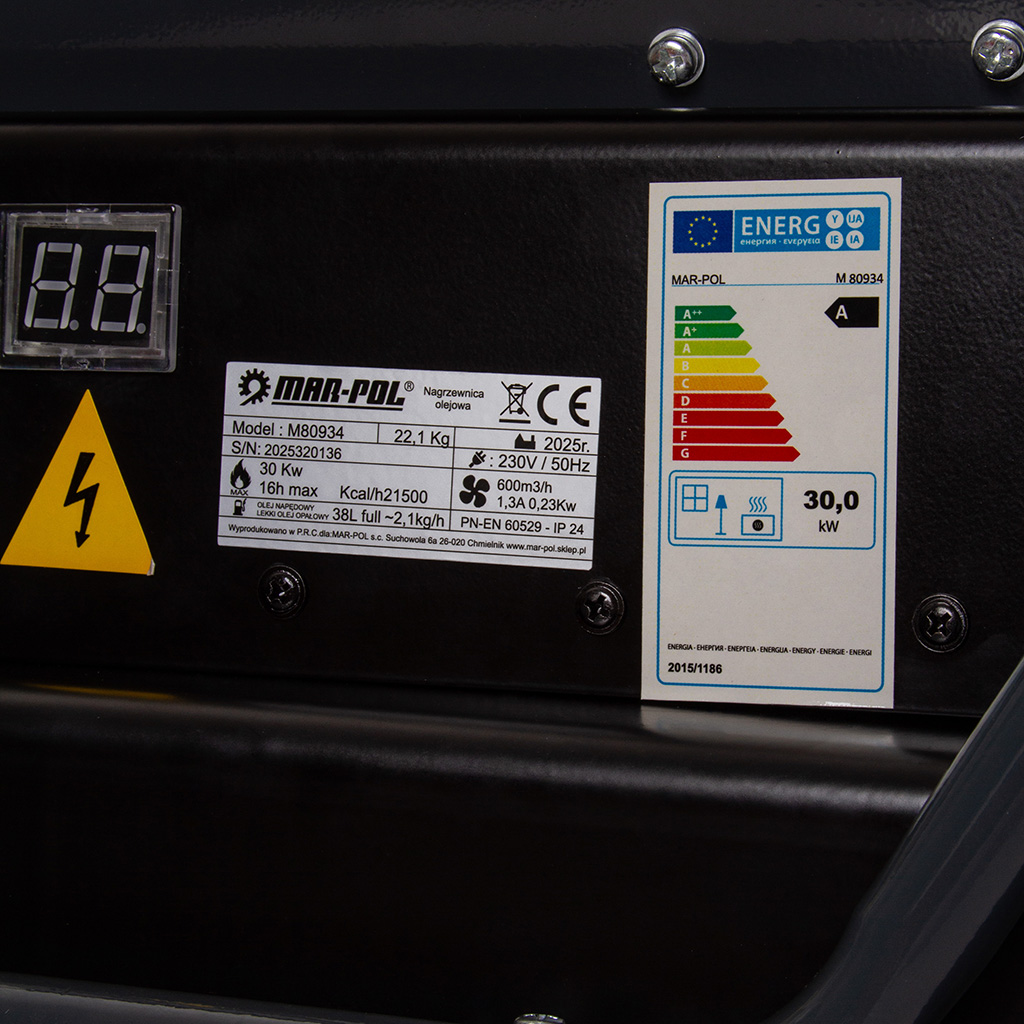 8.8.
MAR-POL®
Nagrzewnica
olejowa
CE
Model : M80934
22,1 Kg
2025r.
S/N: 2025320136
: 230V / 50Hz
30 Kw
MAX 16h max
Kcal/h21500
600m3/h
1,3A 0,23Kw
OLEJ NAPĘDOWY
LEKKI OLEJ OPAŁOWY 38L full ~2,1kg/h
PN-EN 60529 - IP 24
Wyprodukowano w P.R.C.dla:MAR-POL s.c. Suchowola 6a 26-020 Chmielnik www.mar-pol.sklep.pl
ENERG Y IJA
енергия · ενεργεια IE IA
MAR-POL M 80934
A++
A+
A
B
C
D
E
F
G
A
30,0
kW
ENERGIA · ЕНЕРГИЯ · ΕΝΕΡΓΕΙΑ · ENERGIJA · ENERGY · ENERGIE · ENERGI
2015/1186